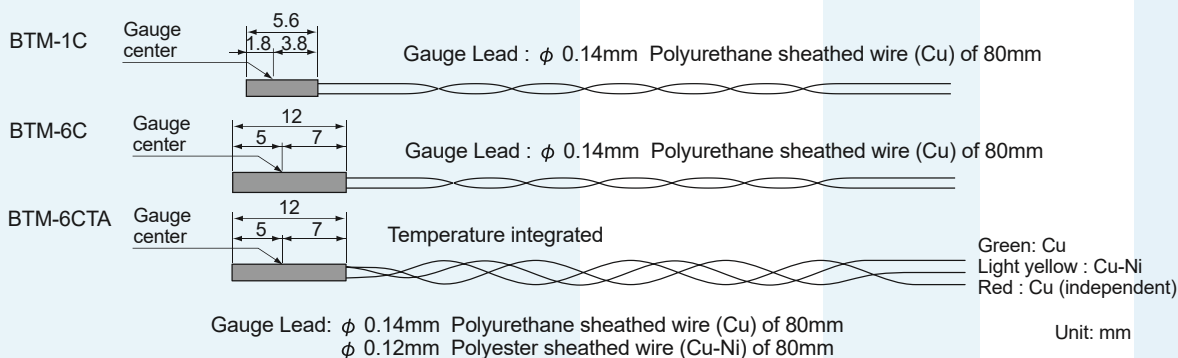 5.6
BTM-1C
Gauge
center
1.8 3.8
Gauge Lead : φ 0.14mm Polyurethane sheathed wire (Cu) of 80mm
12
BTM-6C
Gauge
center
5 7
Gauge Lead : φ 0.14mm Polyurethane sheathed wire (Cu) of 80mm
12
BTM-6CTA
Gauge
center
5 7
Temperature integrated
Green: Cu
Light yellow : Cu-Ni
Red : Cu (independent)
Gauge Lead: φ 0.14mm Polyurethane sheathed wire (Cu) of 80mm
φ 0.12mm Polyester sheathed wire (Cu-Ni) of 80mm
Unit: mm